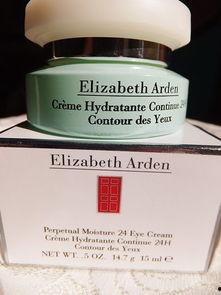 Elizabeth Arden
Crème Hydratante Continue 24H
Contour des Yeux
Elizabeth Arden
Perpetual Moisture 24 Eye Cream
Crème Hydratante Continue 24H
Contour des Yeux
NET WT. .5 OZ. 14.7 g 15 ml ℮